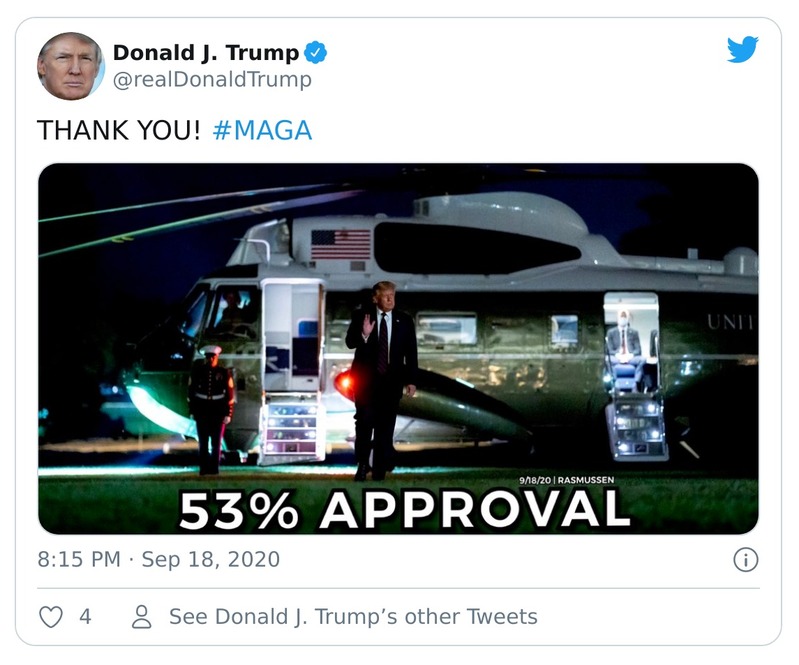 Donald J. Trump
@realDonaldTrump
THANK YOU! #MAGA
UNIT
9/18/20 | RASMUSSEN
53% APPROVAL
8:15 PM · Sep 18, 2020
4
See Donald J. Trump’s other Tweets